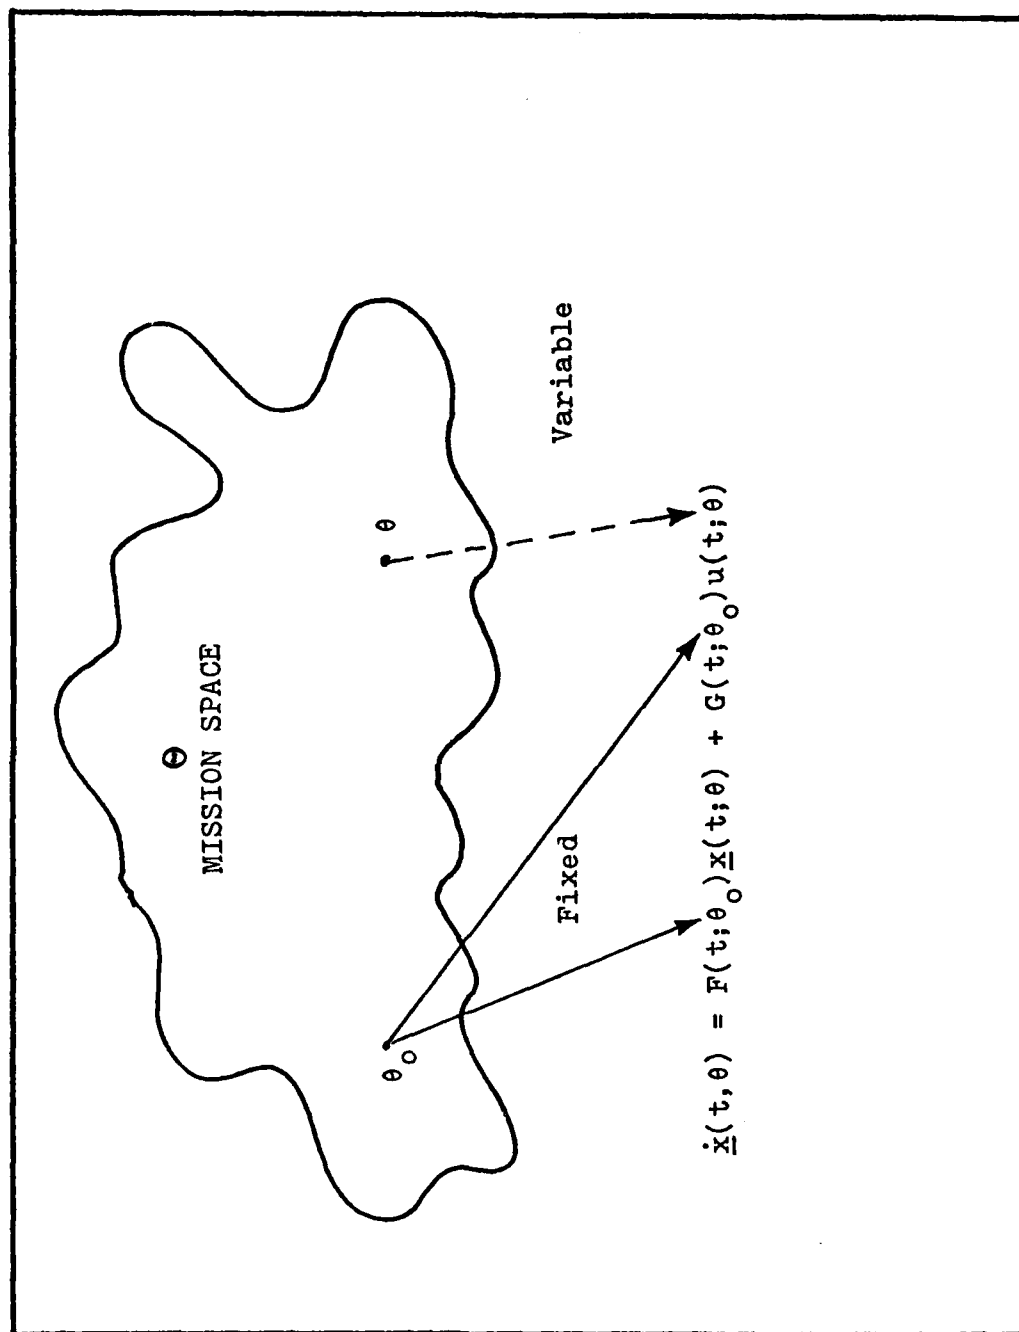 Θ
MISSION SPACE
θ₀
θ
Fixed
Variable
ẋ̲(t,θ) = F(t;θ₀)x̲(t;θ) + G(t;θ₀)u(t;θ)